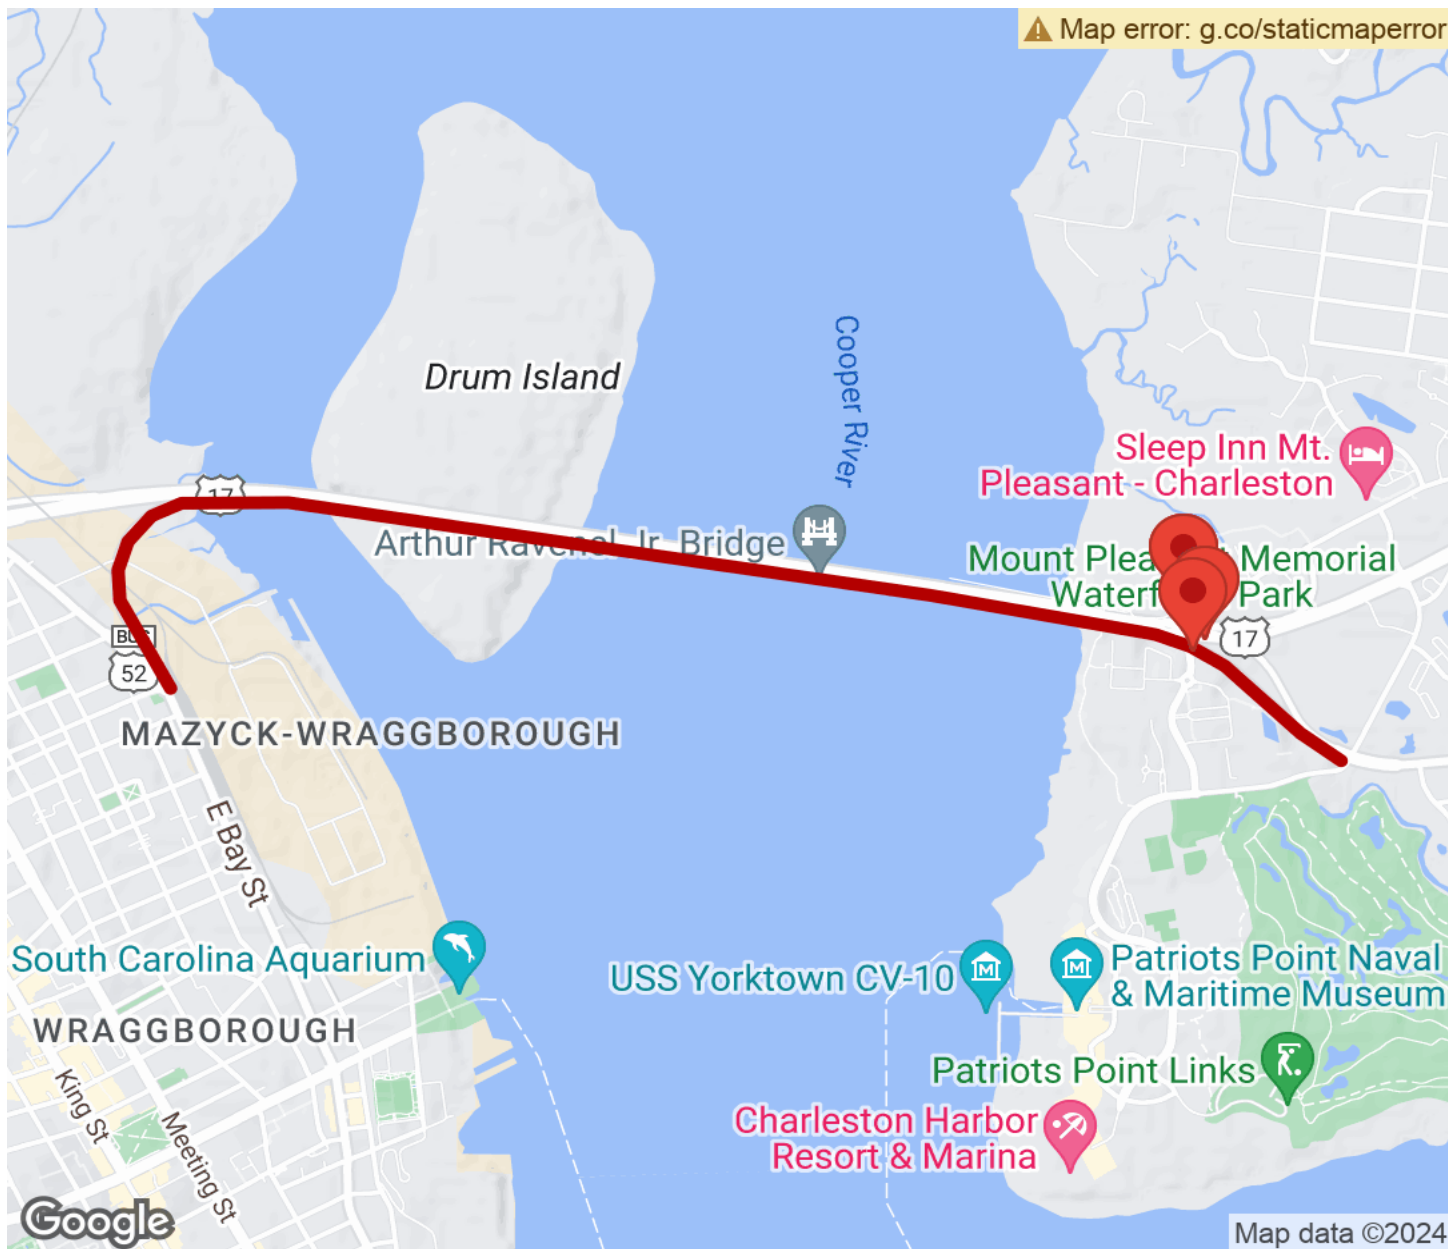 Map error: g.co/staticmaperror
Drum Island
Cooper River
Sleep Inn Mt.
Pleasant - Charleston
17
Arthur Ravenel Jr. Bridge
Mount Memorial
Park
17
BUS
52
MAZYCK-WRAGGBOROUGH
E Bay St
South Carolina Aquarium
USS Yorktown CV-10
Patriots Point Naval
& Maritime Museum
WRAGGBOROUGH
King St
Meeting St
Patriots Point Links
Charleston Harbor
Resort & Marina
Google
Map data ©2024